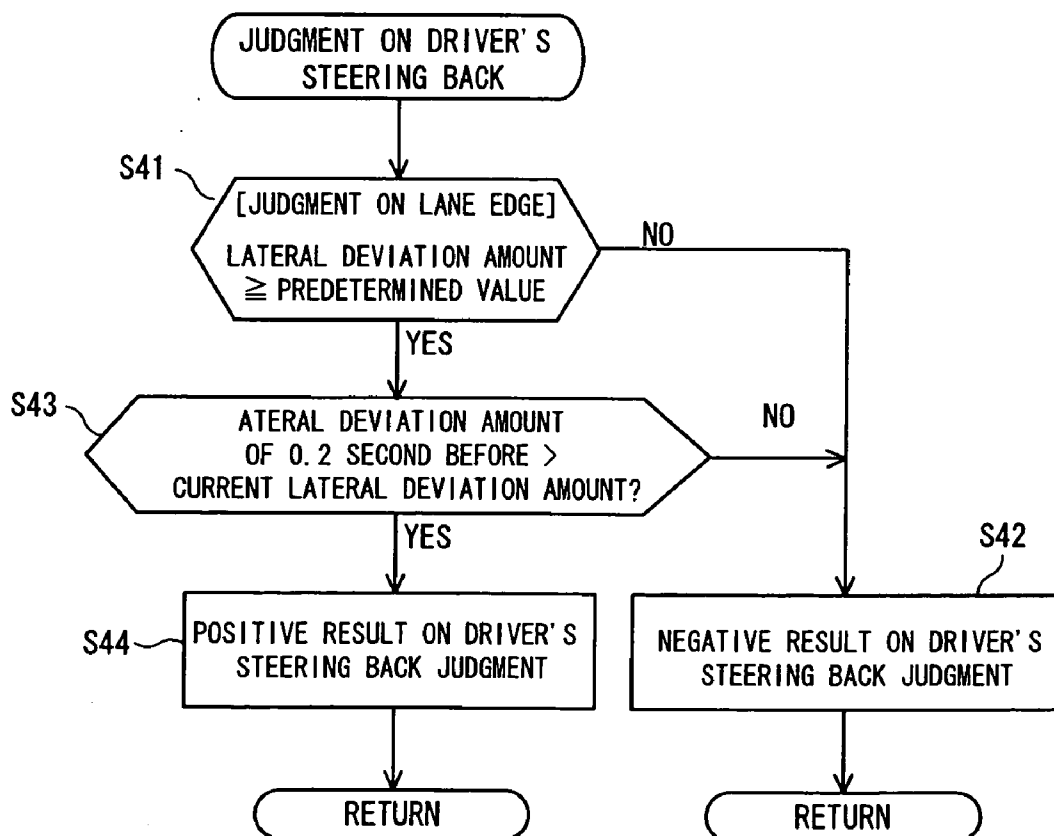 JUDGMENT ON DRIVER'S
STEERING BACK
S41
[JUDGMENT ON LANE EDGE]
LATERAL DEVIATION AMOUNT
≧ PREDETERMINED VALUE
NO
YES
S43
ATERAL DEVIATION AMOUNT
OF 0.2 SECOND BEFORE >
CURRENT LATERAL DEVIATION AMOUNT?
NO
YES
S44
POSITIVE RESULT ON DRIVER'S
STEERING BACK JUDGMENT
S42
NEGATIVE RESULT ON DRIVER'S
STEERING BACK JUDGMENT
RETURN
RETURN